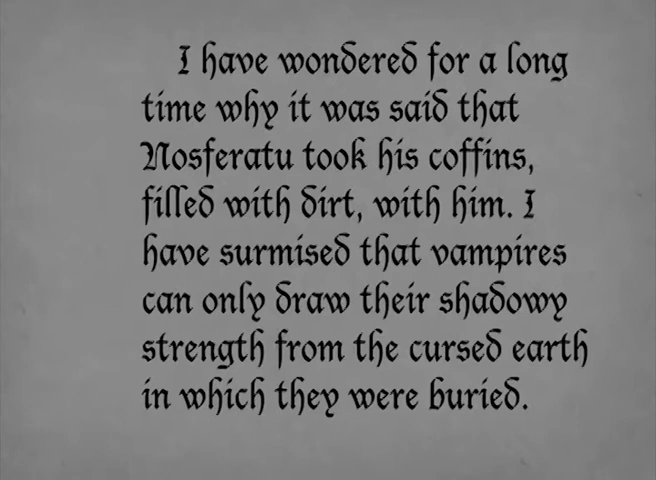 I have wondered for a long
time why it was said that
Nosferatu took his coffins,
filled with dirt, with him. I
have surmised that vampires
can only draw their shadowy
strength from the cursed earth
in which they were buried.